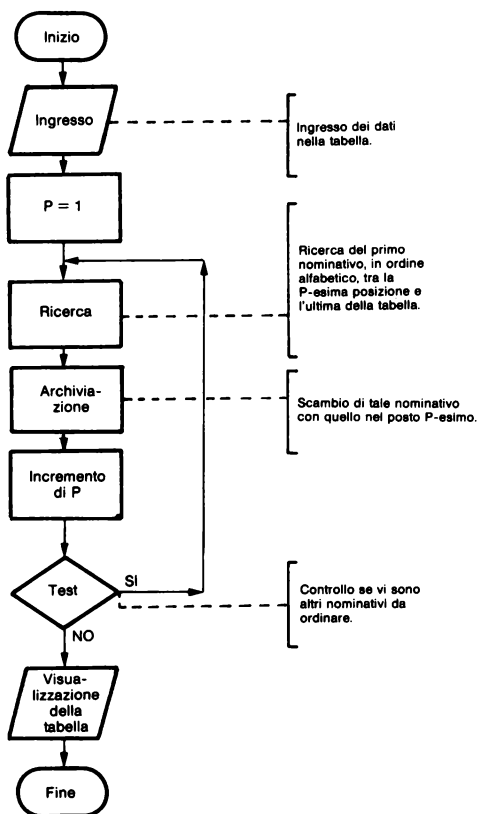 Inizio
Ingresso
Ingresso dei dati
nella tabella.
P = 1
Ricerca del primo
nominativo, in ordine
alfabetico, tra la
P-esima posizione e
l'ultima della tabella.
Ricerca
Archivia-
zione
Scambio di tale nominativo
con quello nel posto P-esimo.
Incremento
di P
Test
SI
Controllo se vi sono
altri nominativi da
ordinare.
NO
Visua-
lizzazione
della
tabella
Fine